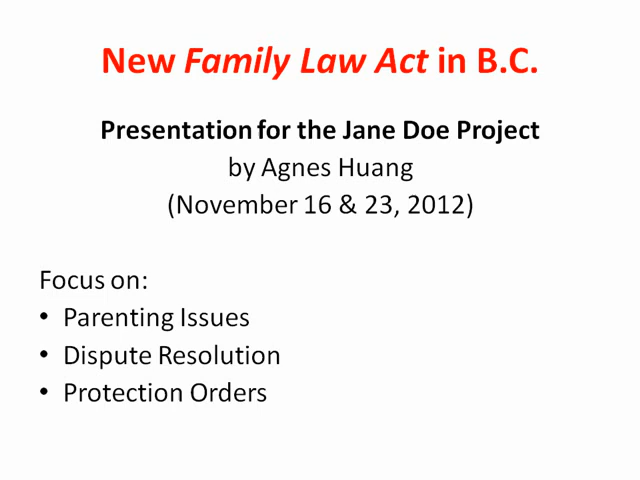 New Family Law Act in B.C.
Presentation for the Jane Doe Project
by Agnes Huang
(November 16 & 23, 2012)
Focus on:
• Parenting Issues
• Dispute Resolution
• Protection Orders